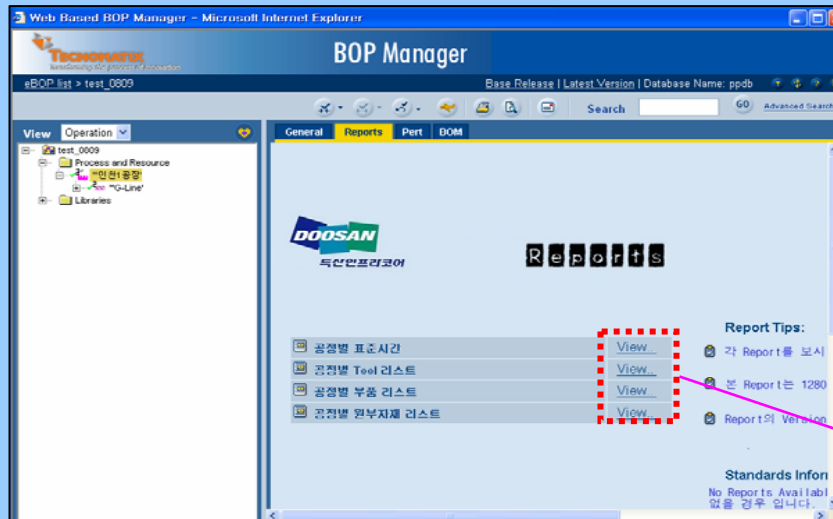 Web Based BOP Manager - Microsoft Internet Explorer
TECNOMATIX
BOP Manager
eBOP list > test_0809
Base Release | Latest Version | Database Name: ppdb
Search
GO
Advanced Search
View Operation
General Reports Pert BOM
test_0809
Process and Resource
"인천1공장'
"G-Line'
Libraries
DOOSAN
두산인프라코어
Reports
Report Tips:
공정별 표준시간 View..
각 Report를 보시
공정별 Tool 리스트 View..
공정별 부품 리스트 View..
본 Report는 1280
공정별 원부자재 리스트 View..
Report의 Version
Standards Infor
No Reports Availabl
없을 경우 입니다.